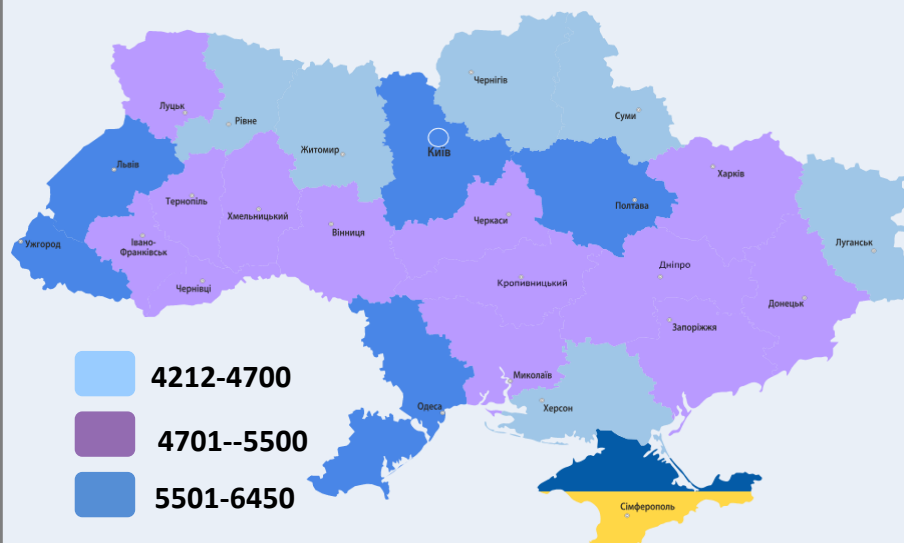 Чернігів
Луцьк
Суми
Рівне
Київ
Житомир
Львів
Харків
Тернопіль
Полтава
Хмельницький
Черкаси
Вінниця
Ужгород
Івано-
Франківськ
Луганськ
Дніпро
Чернівці
Кропивницький
Донецьк
Запоріжжя
Миколаїв
4212-4700
Одеса
Херсон
4701--5500
5501-6450
Сімферополь